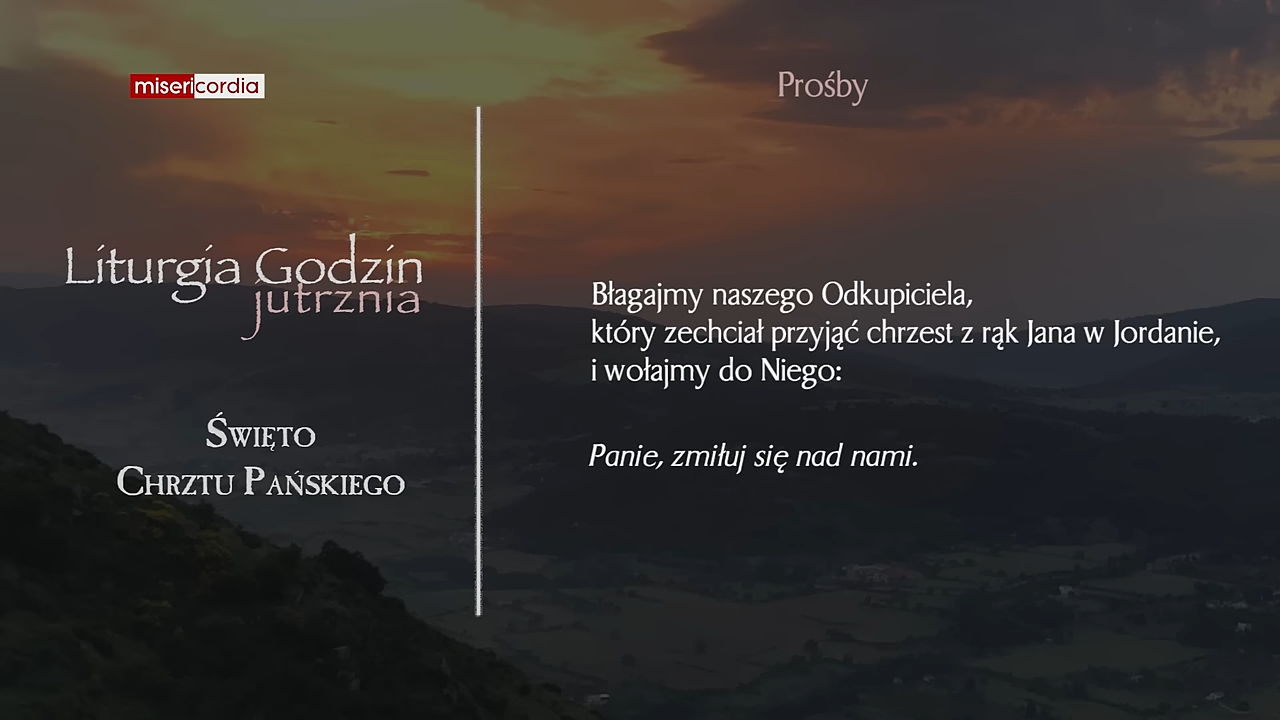 misericordia
Prośby
Liturgia Godzin
jutrznia
Święto
Chrztu Pańskiego
Błagajmy naszego Odkupiciela,
który zechciał przyjąć chrzest z rąk Jana w Jordanie,
i wołajmy do Niego:
Panie, zmiłuj się nad nami.